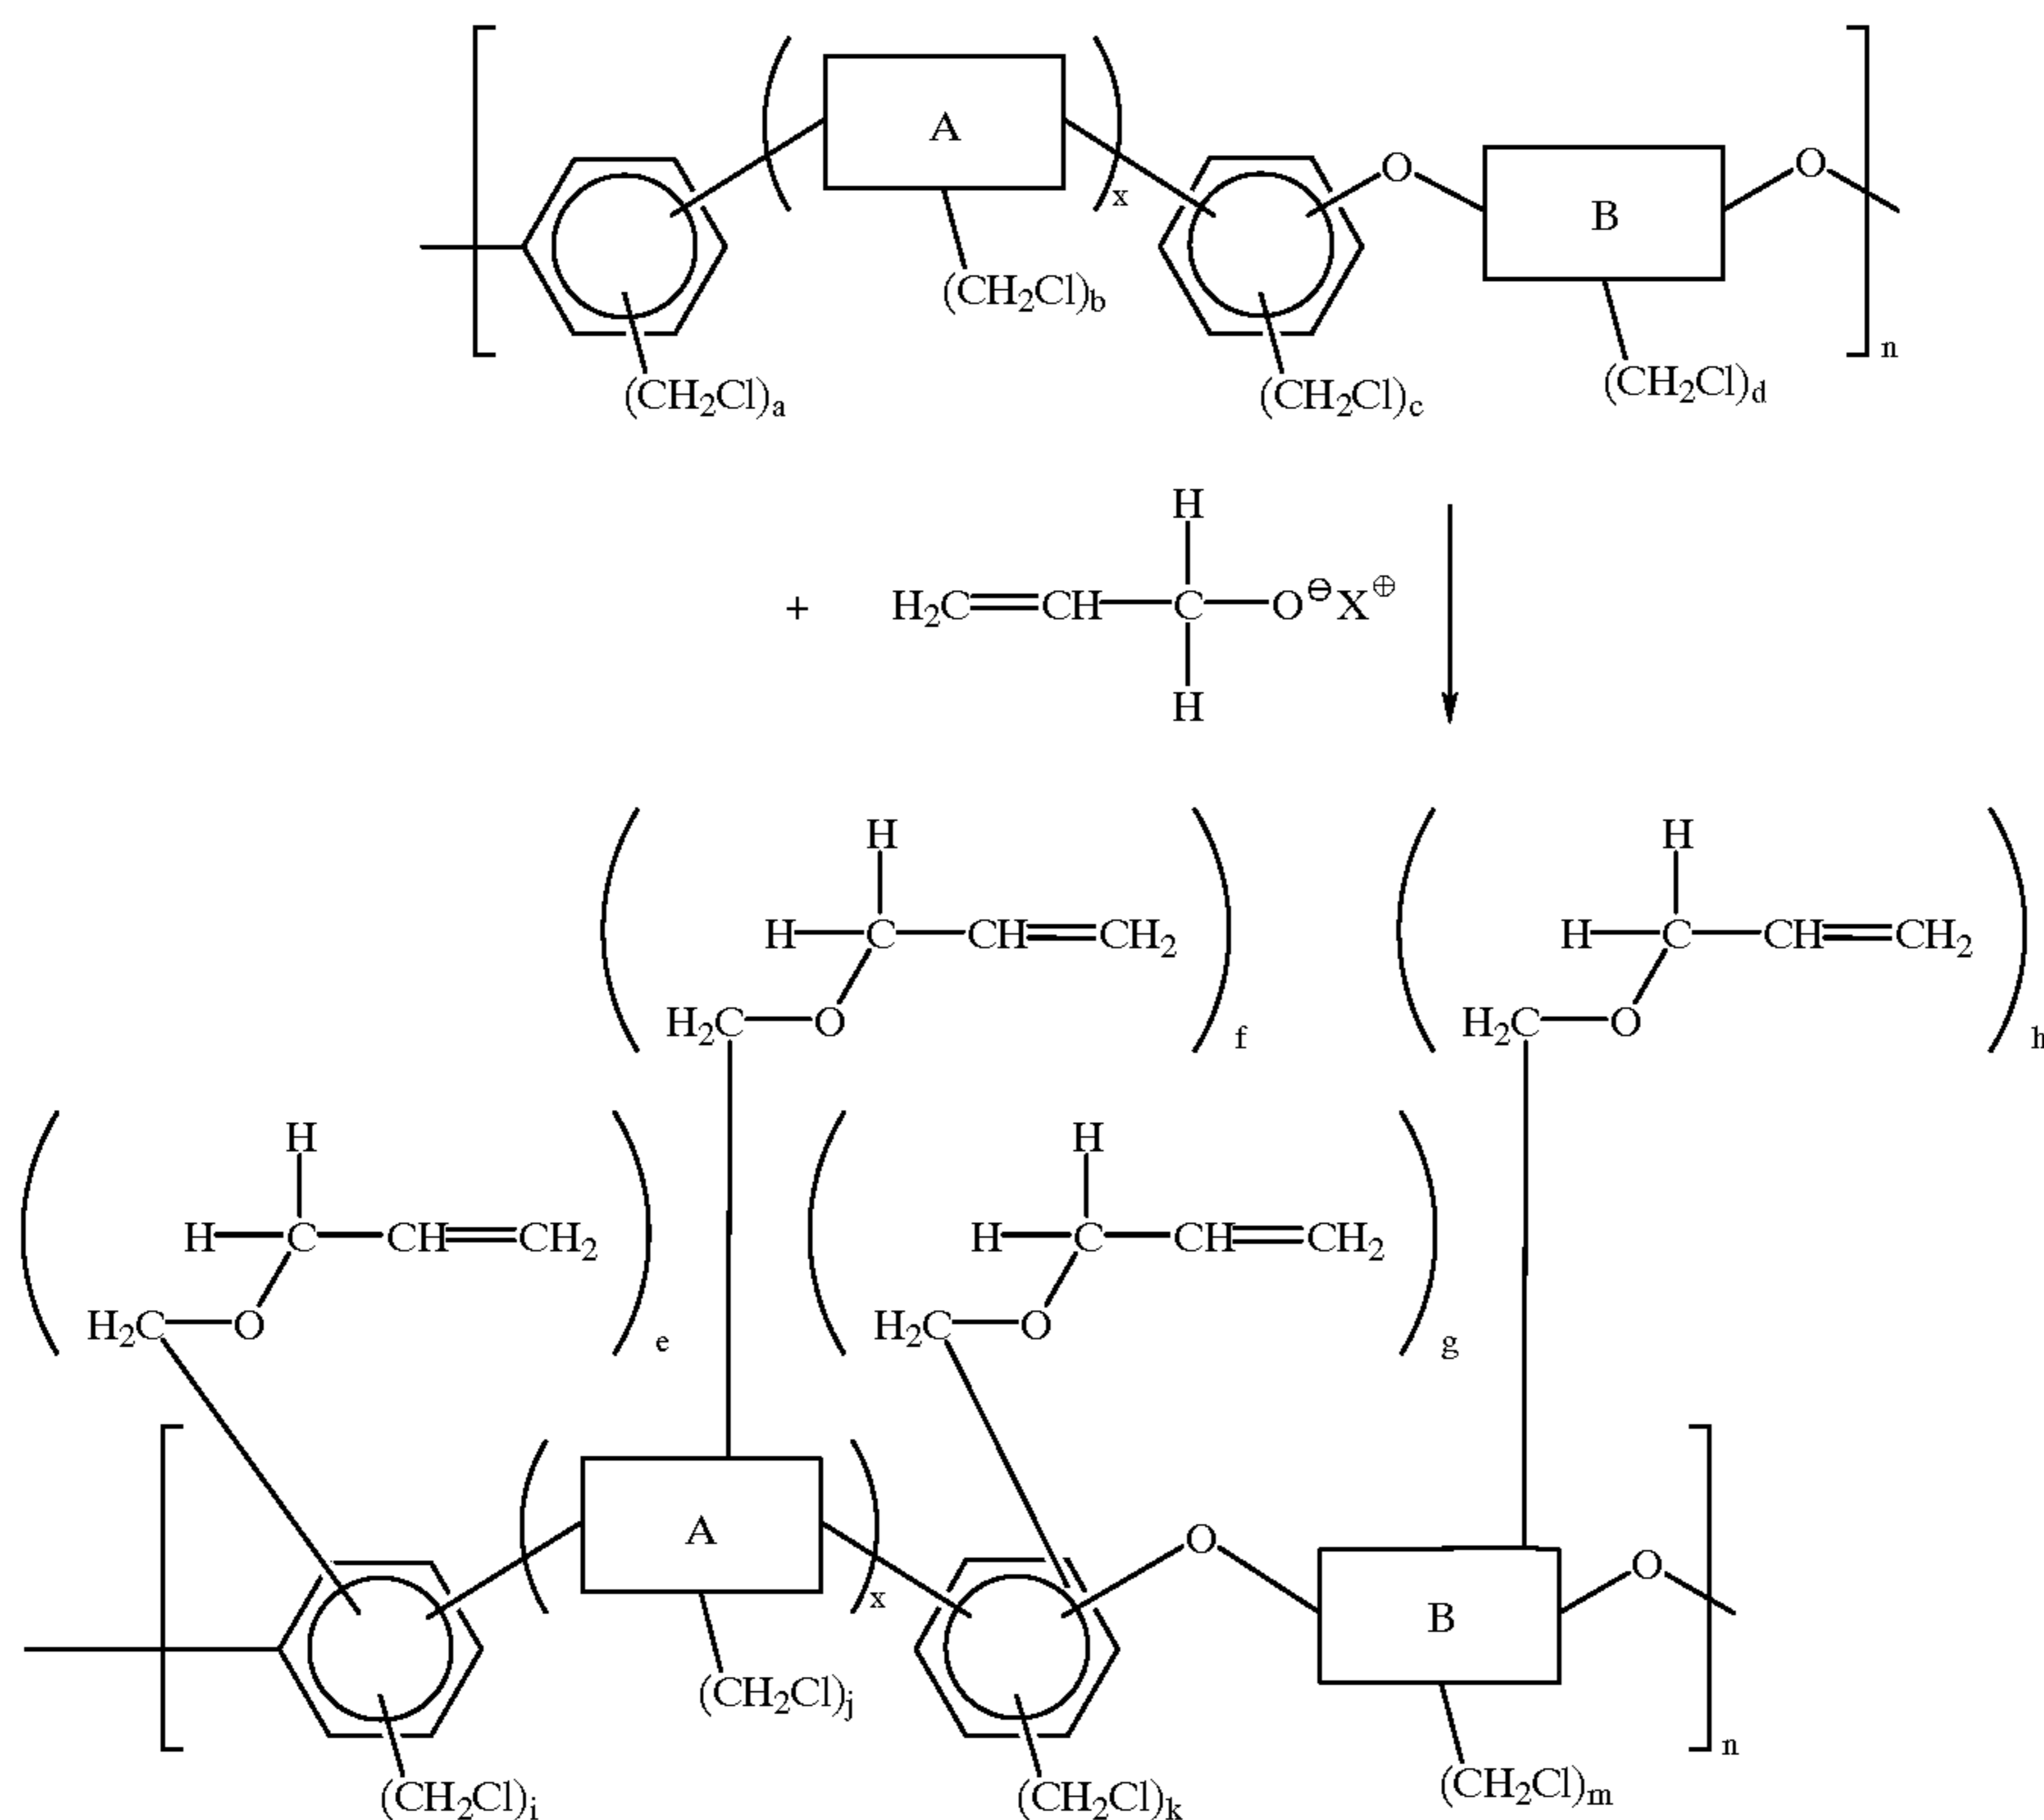 A
O
O
B
x
(CH2Cl)b
n
(CH2Cl)a
(CH2Cl)c
(CH2Cl)d
H
+ H2C=CH—C—O⊖X⊕
H
H
H
H—C—CH=CH2
H—C—CH=CH2
H2C—O
H2C—O
f
h
H
H
H—C—CH=CH2
H—C—CH=CH2
H2C—O
H2C—O
e
g
A
O
O
B
x
(CH2Cl)j
n
(CH2Cl)i
(CH2Cl)k
(CH2Cl)m